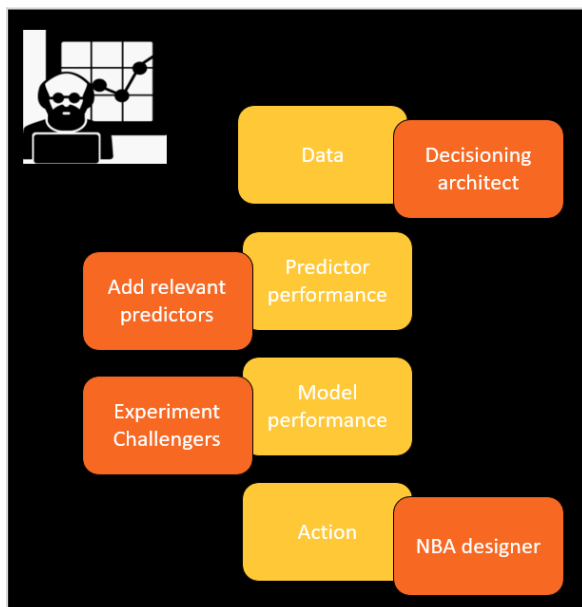 Data
Decisioning
architect
Predictor
performance
Add relevant
predictors
Model
performance
Experiment
Challengers
Action
NBA designer